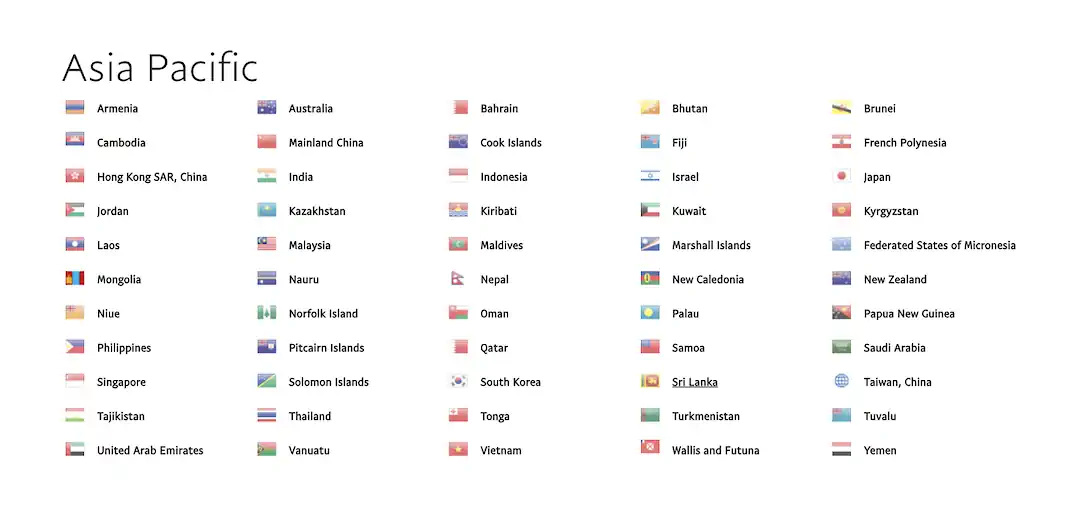 Asia Pacific
Armenia Australia Bahrain Bhutan Brunei
Cambodia Mainland China Cook Islands Fiji French Polynesia
Hong Kong SAR, China India Indonesia Israel Japan
Jordan Kazakhstan Kiribati Kuwait Kyrgyzstan
Laos Malaysia Maldives Marshall Islands Federated States of Micronesia
Mongolia Nauru Nepal New Caledonia New Zealand
Niue Norfolk Island Oman Palau Papua New Guinea
Philippines Pitcairn Islands Qatar Samoa Saudi Arabia
Singapore Solomon Islands South Korea Sri Lanka Taiwan, China
Tajikistan Thailand Tonga Turkmenistan Tuvalu
United Arab Emirates Vanuatu Vietnam Wallis and Futuna Yemen